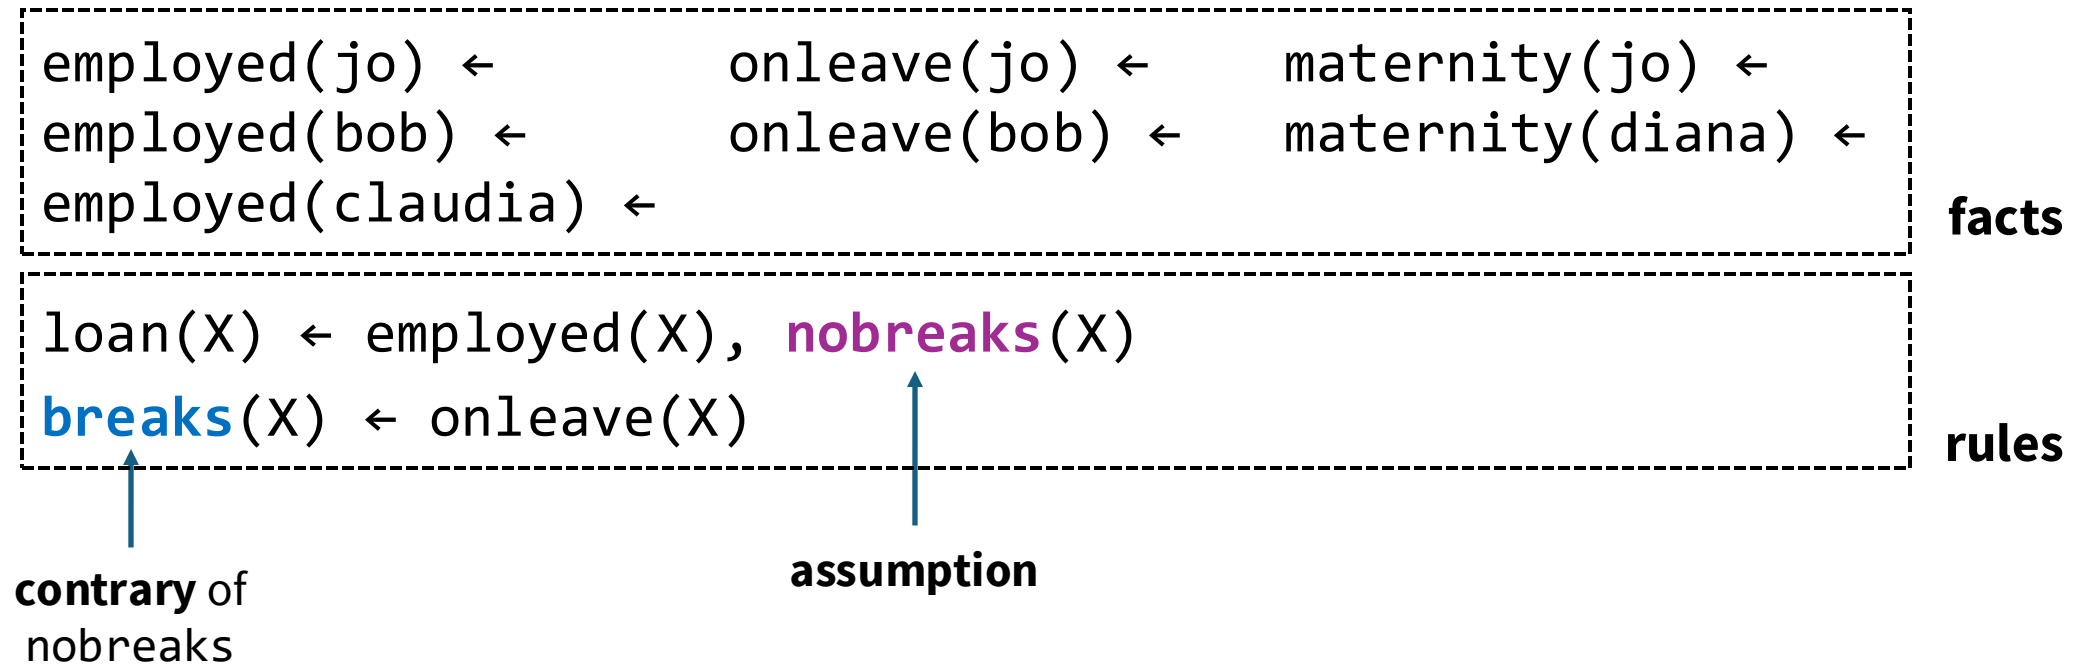 employed(jo) ← onleave(jo) ← maternity(jo) ←
employed(bob) ← onleave(bob) ← maternity(diana) ←
employed(claudia) ←
facts
loan(X) ← employed(X), nobreaks(X)
breaks(X) ← onleave(X)
rules
contrary of
nobreaks
assumption